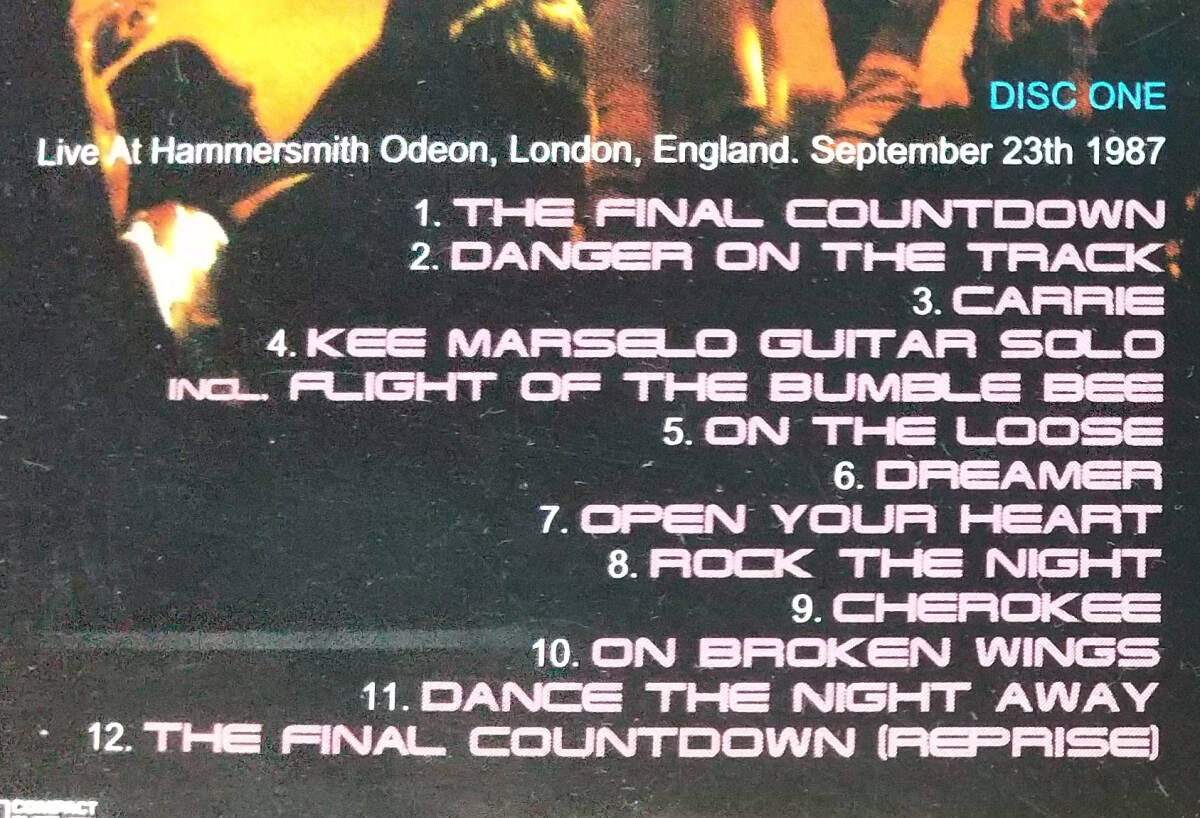 DISC ONE
Live At Hammersmith Odeon, London, England. September 23th 1987
1. THE FINAL COUNTDOWN
2. DANGER ON THE TRACK
3. CARRIE
4. KEE MARSELO GUITAR SOLO
INCL. FLIGHT OF THE BUMBLE BEE
5. ON THE LOOSE
6. DREAMER
7. OPEN YOUR HEART
8. ROCK THE NIGHT
9. CHEROKEE
10. ON BROKEN WINGS
11. DANCE THE NIGHT AWAY
12. THE FINAL COUNTDOWN (REPRISE)
COMPACT